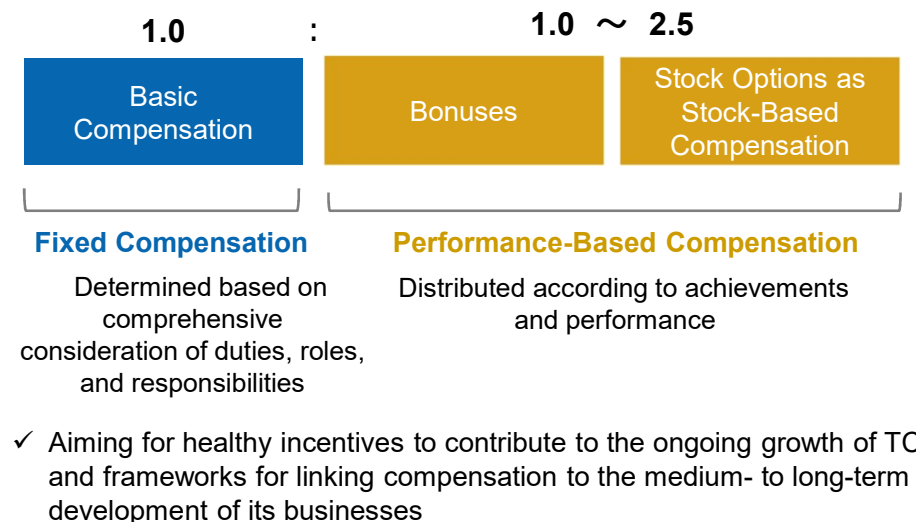 1.0 : 1.0 ～ 2.5
Basic
Compensation
Bonuses
Stock Options as
Stock-Based
Compensation
Fixed Compensation
Determined based on
comprehensive
consideration of duties, roles,
and responsibilities
Performance-Based Compensation
Distributed according to achievements
and performance
✓ Aiming for healthy incentives to contribute to the ongoing growth of
and frameworks for linking compensation to the medium- to long-term
development of its businesses